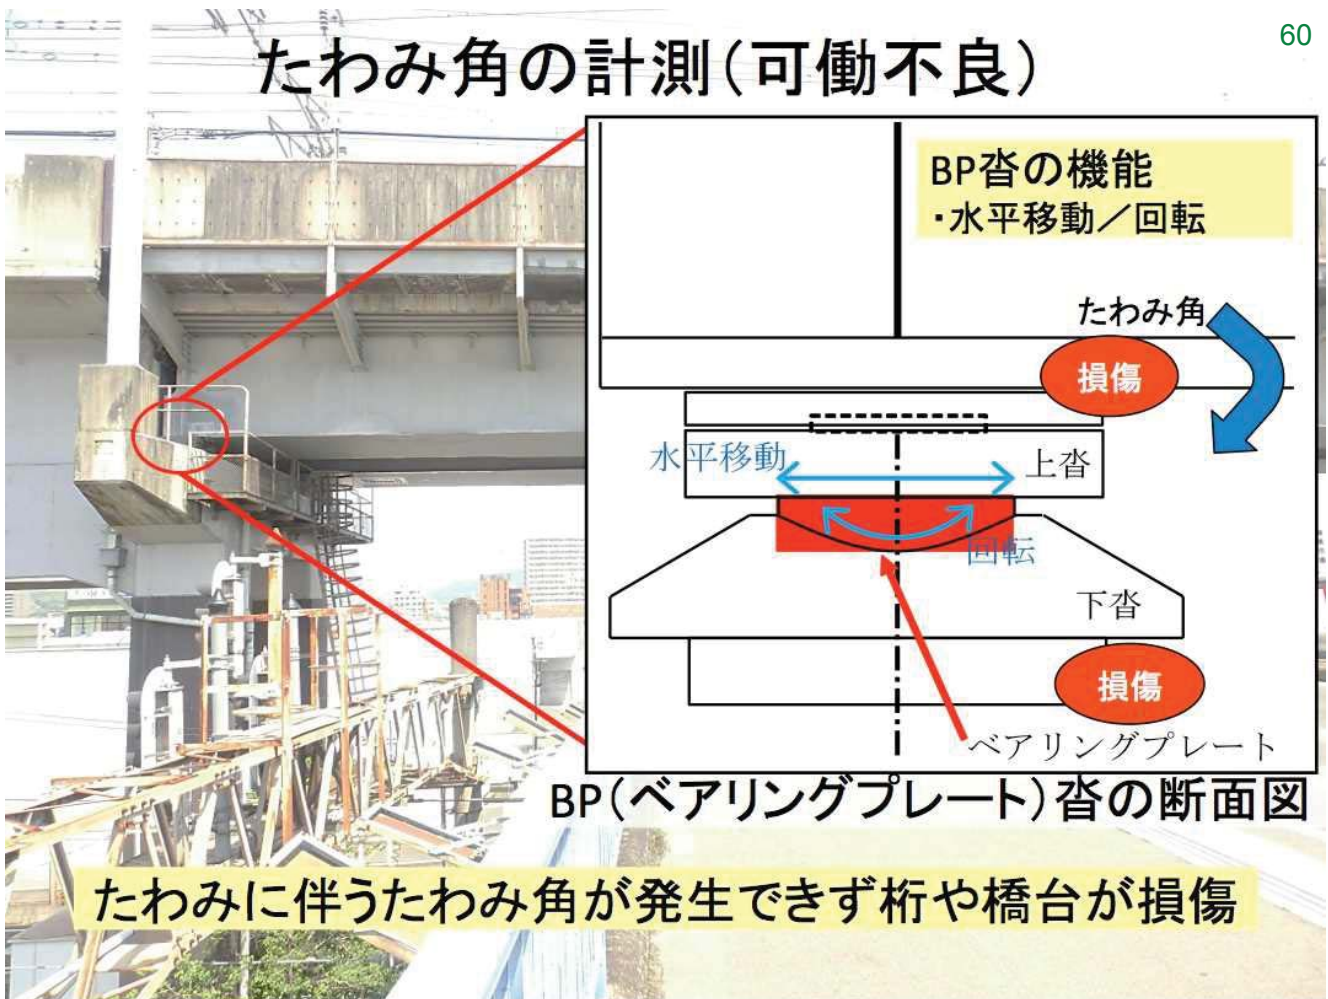 60
たわみ角の計測(可働不良)
BP沓の機能
・水平移動/回転
たわみ角
損傷
水平移動
上沓
回転
下沓
損傷
ベアリングプレート
BP(ベアリングプレート)沓の断面図
たわみに伴うたわみ角が発生できず桁や橋台が損傷